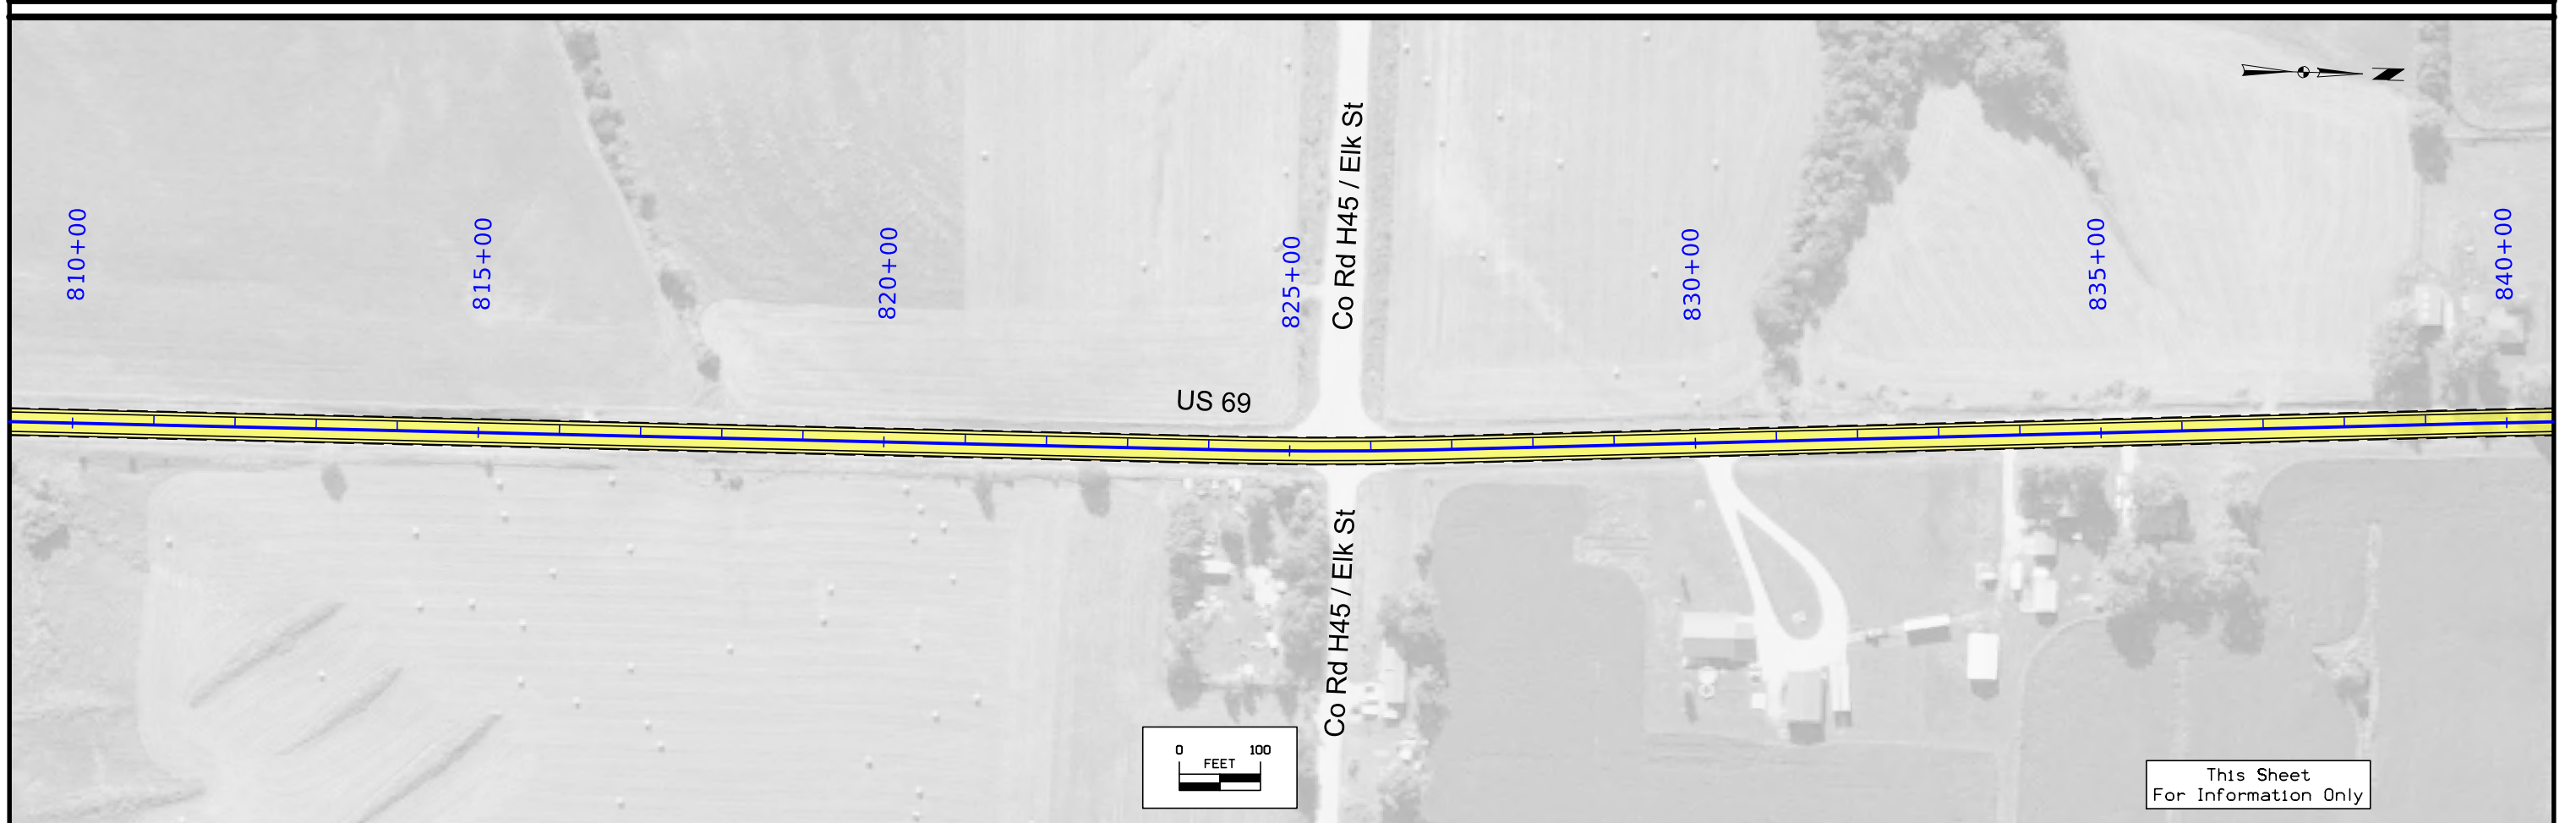 N
810+00
815+00
820+00
825+00
Co Rd H45 / Elk St
830+00
835+00
840+00
US 69
Co Rd H45 / Elk St
0 100
FEET
This Sheet
For Information Only